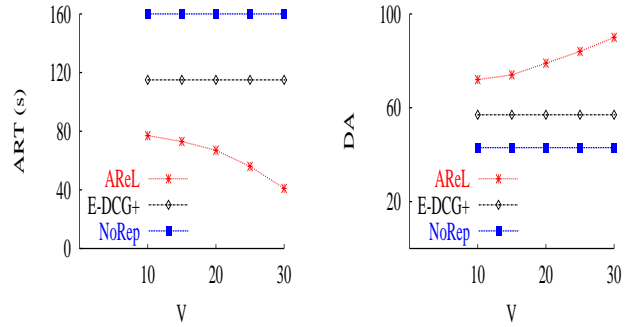 160
120
80
40
0
ART (s)
AReL
E-DCG+
NoRep
10
20
30
V
100
60
20
DA
AReL
E-DCG+
NoRep
10
20
30
V